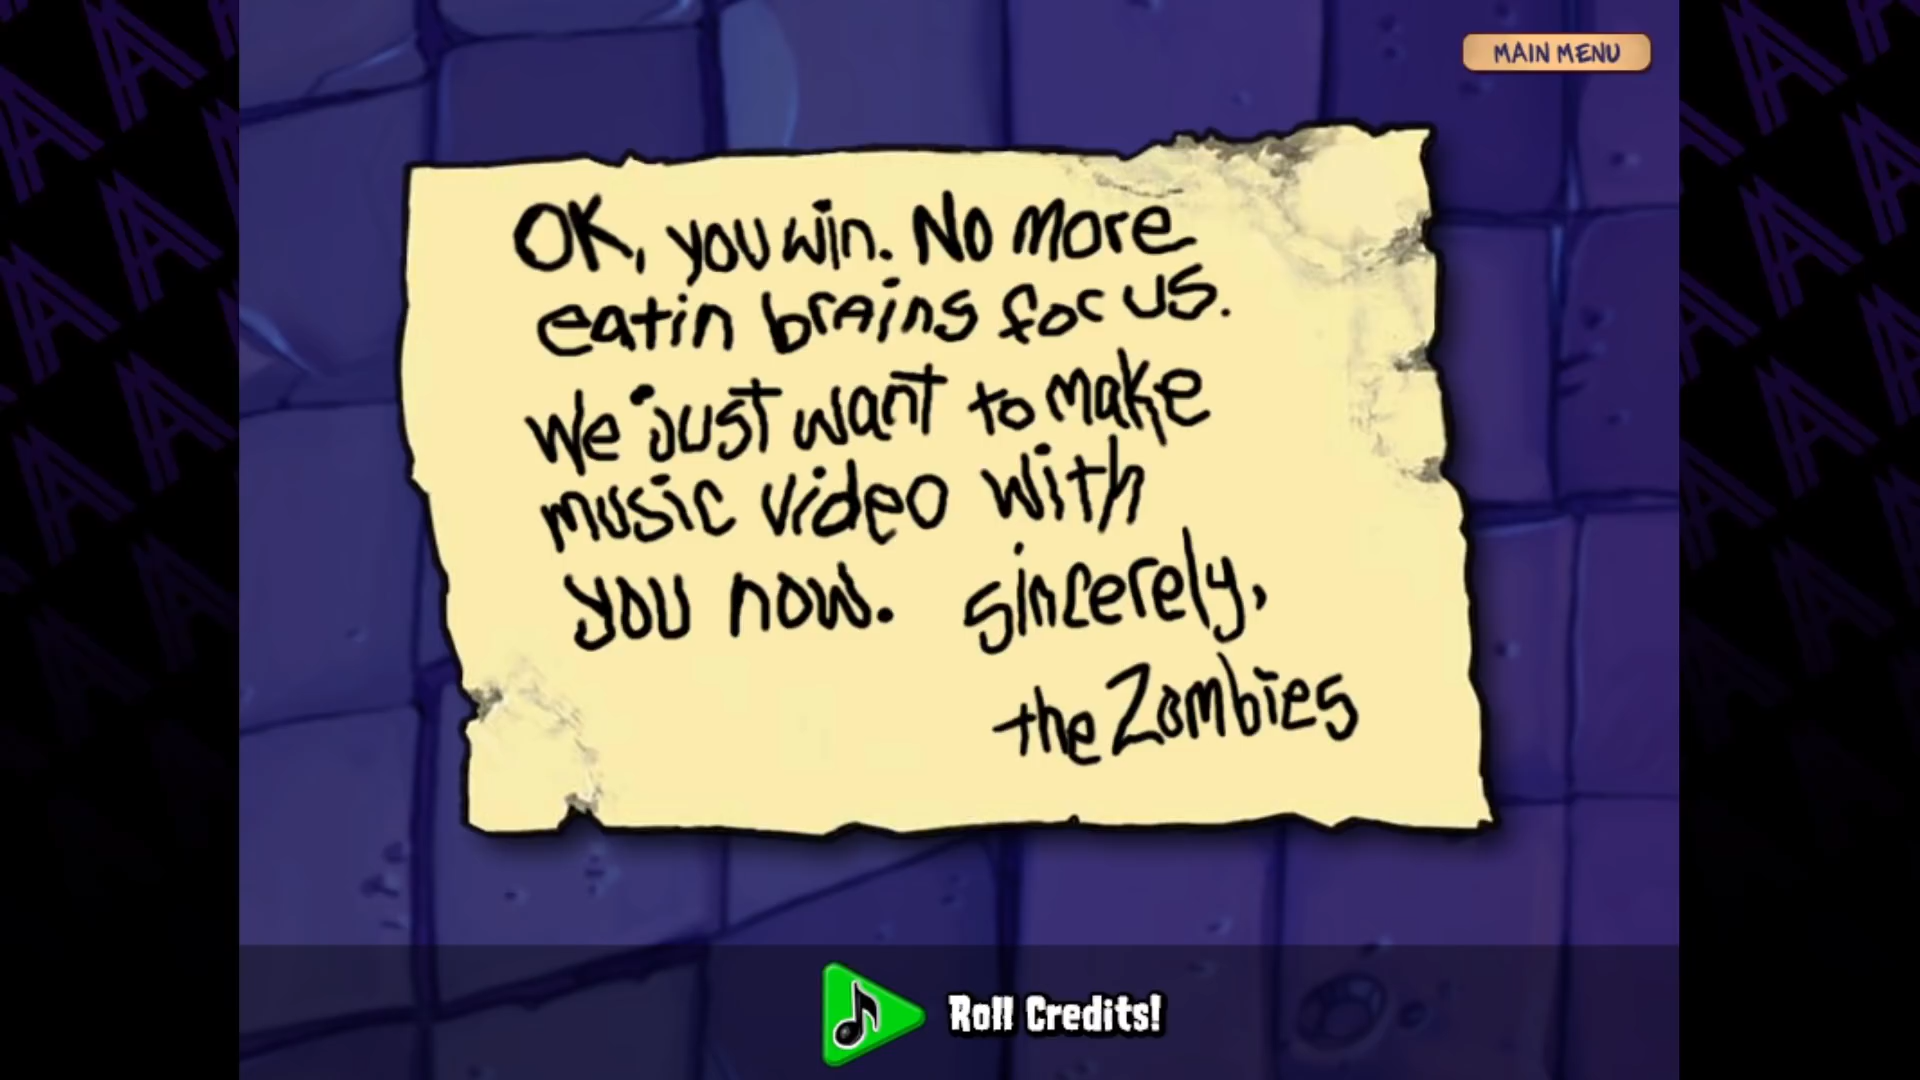 MAIN MENU
OK, you win. No more
eatin brains for us.
We just want to make
music video with
you now. sincerely,
the Zombies
Roll Credits!